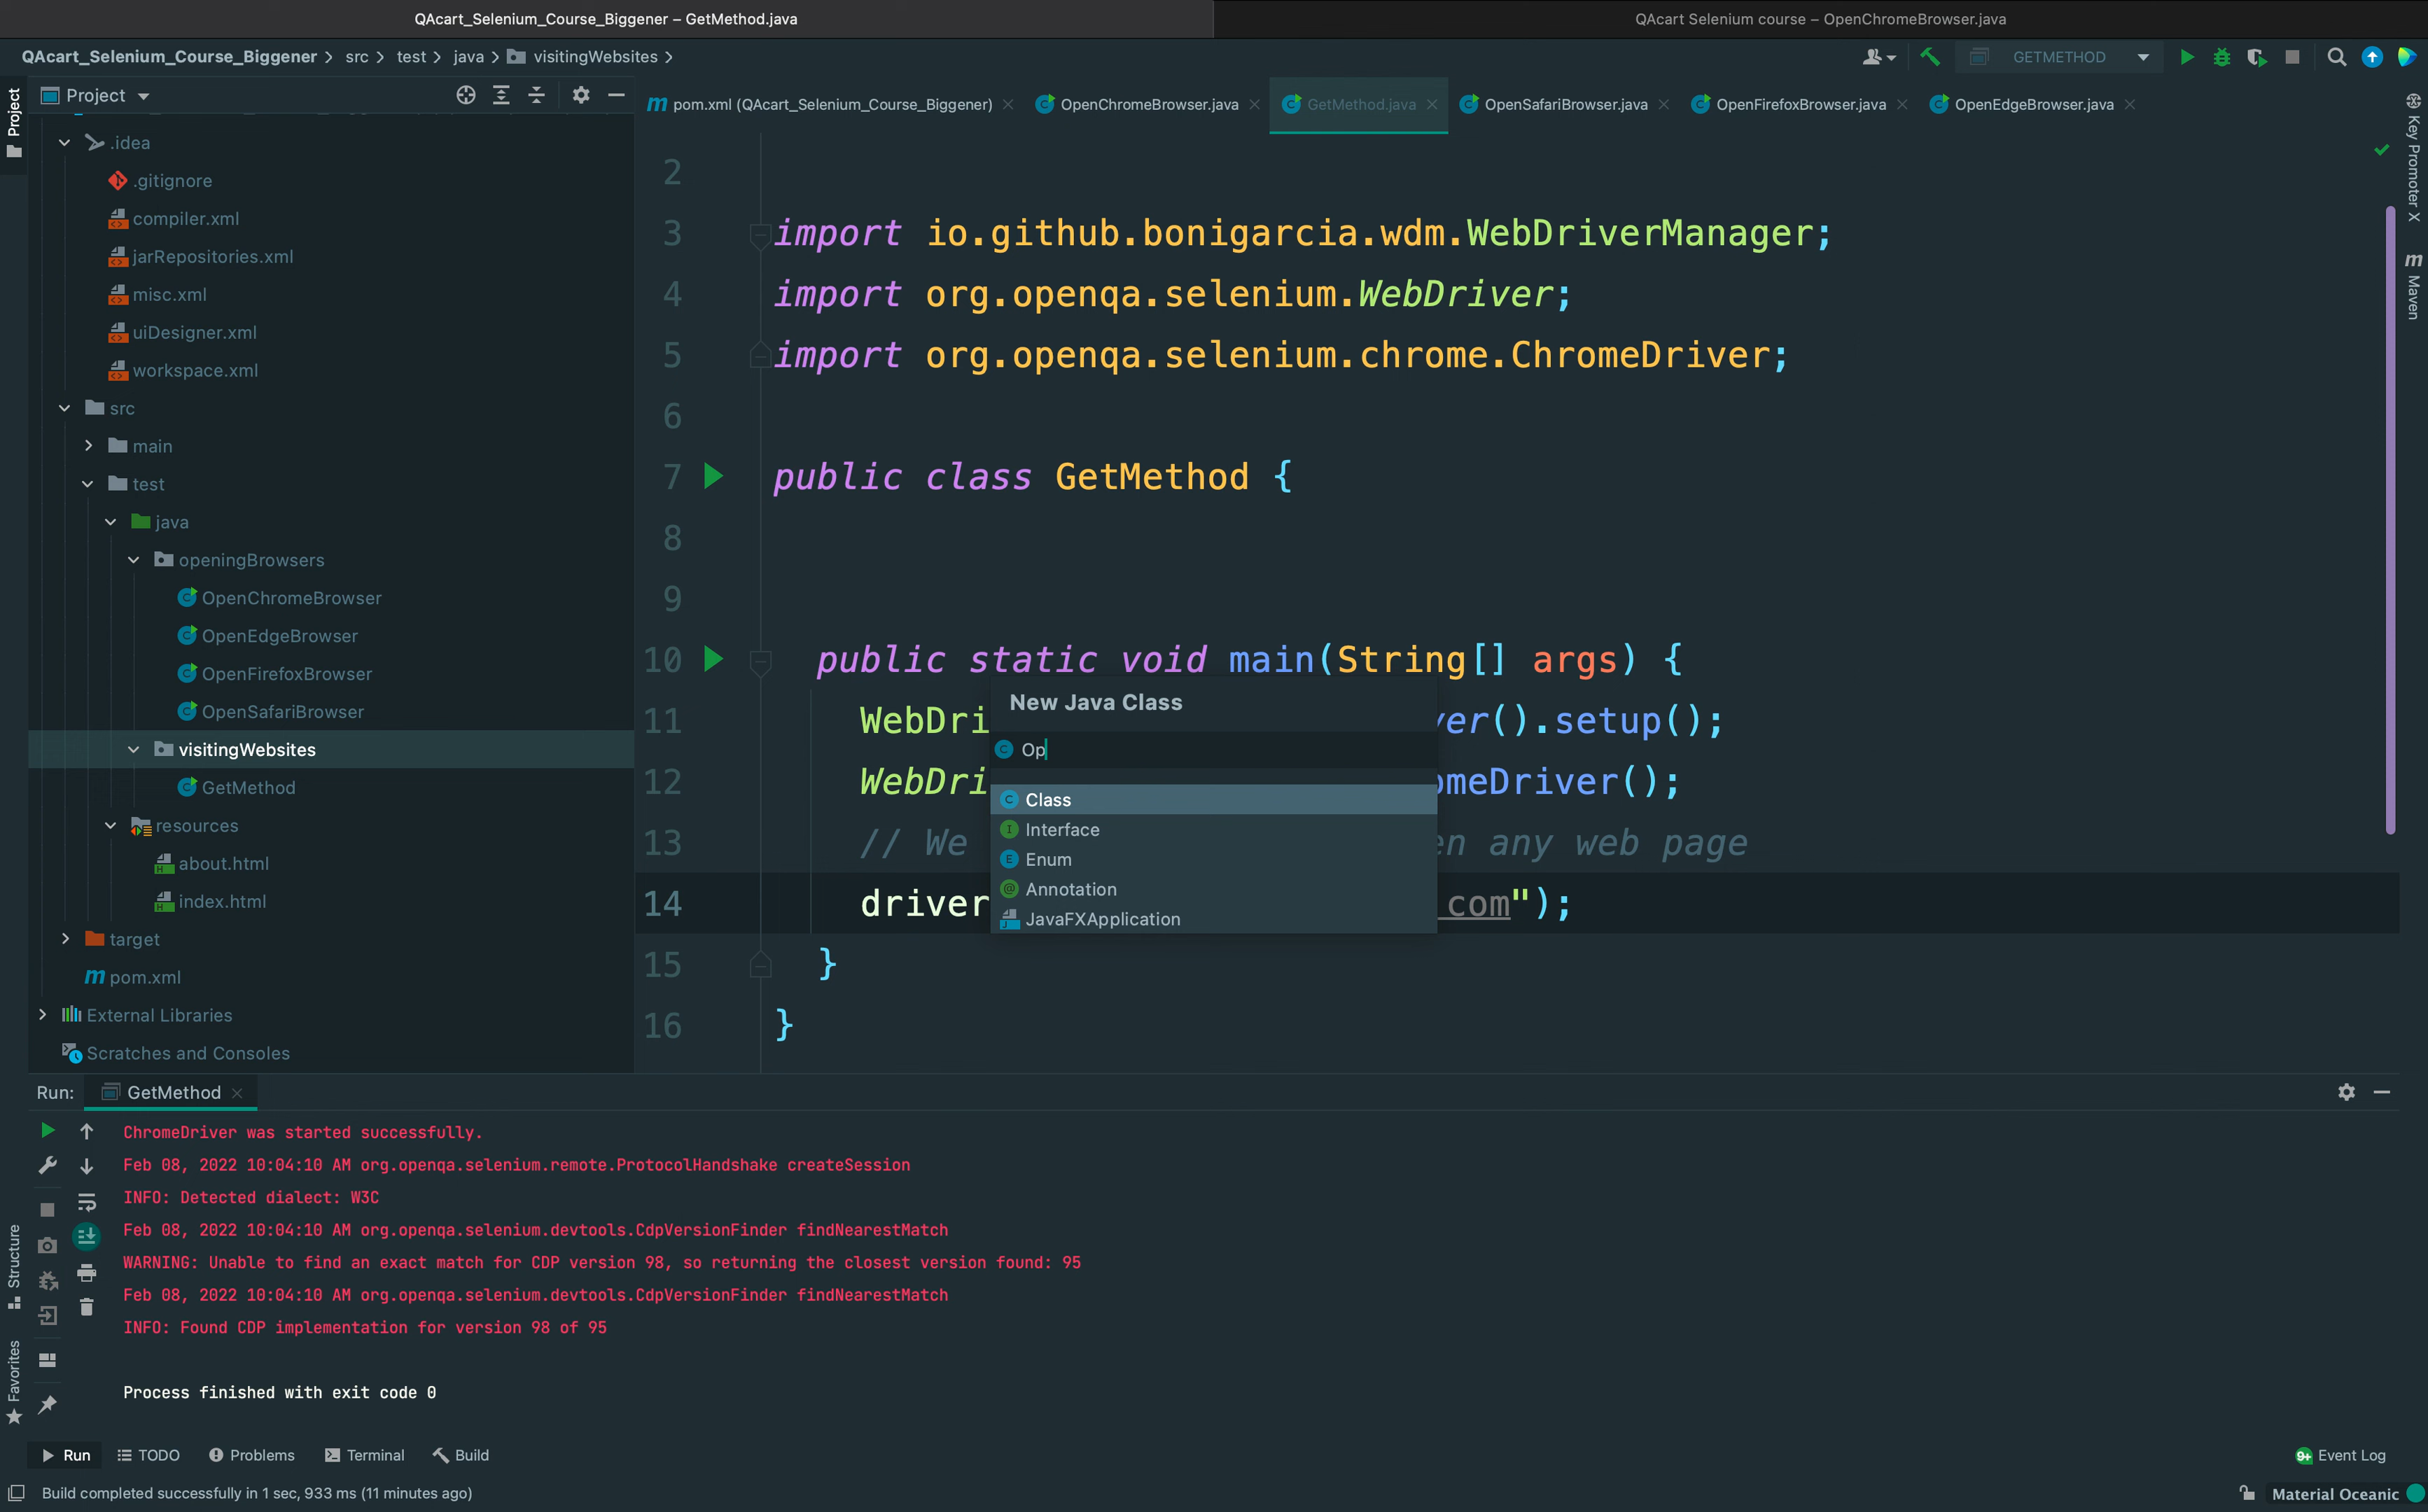 QAcart_Selenium_Course_Biggener – GetMethod.java
QAcart Selenium course – OpenChromeBrowser.java
QAcart_Selenium_Course_Biggener src test java visitingWebsites
GETMETHOD
Project
Project
pom.xml (QAcart_Selenium_Course_Biggener)
OpenChromeBrowser.java
GetMethod.java
OpenSafariBrowser.java
OpenFirefoxBrowser.java
OpenEdgeBrowser.java
Key Promoter X
Maven
.idea
.gitignore
compiler.xml
jarRepositories.xml
misc.xml
uiDesigner.xml
workspace.xml
src
main
test
java
openingBrowsers
OpenChromeBrowser
OpenEdgeBrowser
OpenFirefoxBrowser
OpenSafariBrowser
visitingWebsites
GetMethod
resources
about.html
index.html
target
pom.xml
External Libraries
Scratches and Consoles
2
3 import io.github.bonigarcia.wdm.WebDriverManager;
4 import org.openqa.selenium.WebDriver;
5 import org.openqa.selenium.chrome.ChromeDriver;
6
7 public class GetMethod {
8
9
10 public static void main(String[] args) {
11 WebDri ver().setup();
12 WebDri omeDriver();
13 // We en any web page
14 driver com");
15 }
16 }
New Java Class
Op
Class
Interface
Enum
Annotation
JavaFXApplication
Run: GetMethod
ChromeDriver was started successfully.
Feb 08, 2022 10:04:10 AM org.openqa.selenium.remote.ProtocolHandshake createSession
INFO: Detected dialect: W3C
Feb 08, 2022 10:04:10 AM org.openqa.selenium.devtools.CdpVersionFinder findNearestMatch
WARNING: Unable to find an exact match for CDP version 98, so returning the closest version found: 95
Feb 08, 2022 10:04:10 AM org.openqa.selenium.devtools.CdpVersionFinder findNearestMatch
INFO: Found CDP implementation for version 98 of 95
Process finished with exit code 0
Structure
Favorites
Run TODO Problems Terminal Build
9+ Event Log
Build completed successfully in 1 sec, 933 ms (11 minutes ago)
Material Oceanic